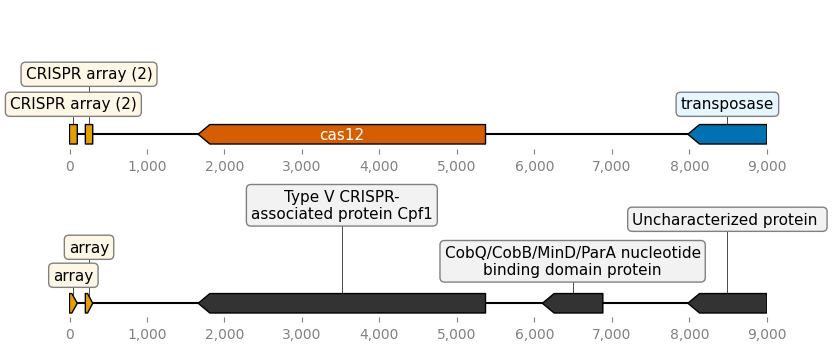 CRISPR array (2)
CRISPR array (2)
transposase
cas12
0 1,000 2,000 3,000 4,000 5,000 6,000 7,000 8,000 9,000
Type V CRISPR-
associated protein Cpf1
Uncharacterized protein
array
CobQ/CobB/MinD/ParA nucleotide
binding domain protein
array
0 1,000 2,000 3,000 4,000 5,000 6,000 7,000 8,000 9,000